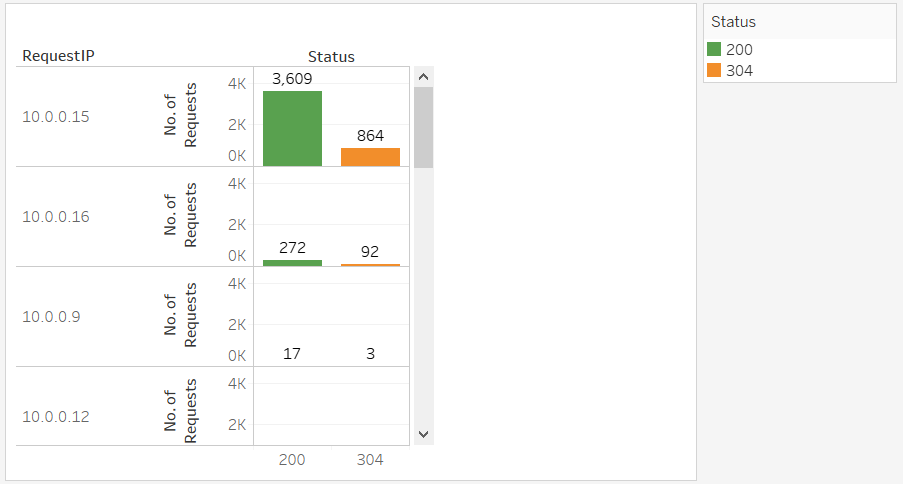 Status
200
304
RequestIP
Status
10.0.0.15
No. of
Requests
4K
2K
0K
3,609
864
10.0.0.16
No. of
Requests
4K
2K
0K
272
92
10.0.0.9
No. of
Requests
4K
2K
0K
17
3
10.0.0.12
No. of
Requests
4K
2K
200
304